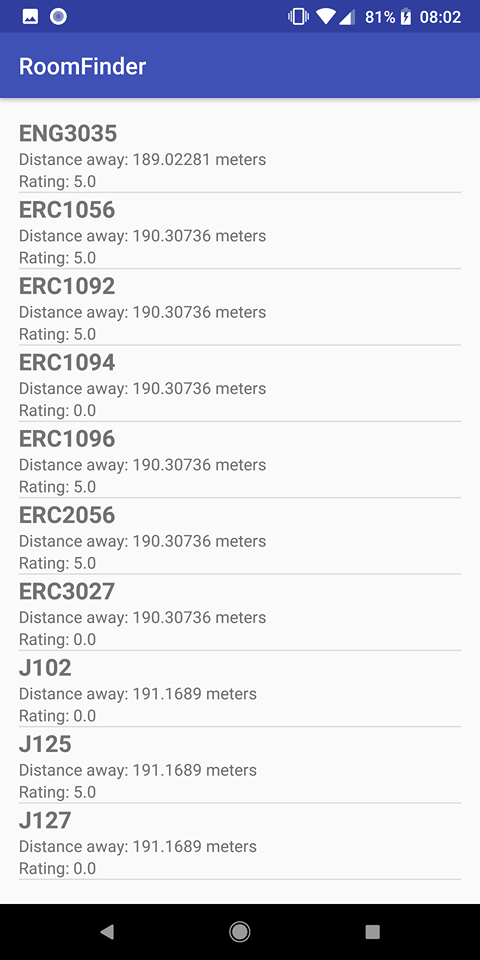 81% 08:02
RoomFinder
ENG3035
Distance away: 189.02281 meters
Rating: 5.0
ERC1056
Distance away: 190.30736 meters
Rating: 5.0
ERC1092
Distance away: 190.30736 meters
Rating: 5.0
ERC1094
Distance away: 190.30736 meters
Rating: 0.0
ERC1096
Distance away: 190.30736 meters
Rating: 5.0
ERC2056
Distance away: 190.30736 meters
Rating: 5.0
ERC3027
Distance away: 190.30736 meters
Rating: 0.0
J102
Distance away: 191.1689 meters
Rating: 0.0
J125
Distance away: 191.1689 meters
Rating: 5.0
J127
Distance away: 191.1689 meters
Rating: 0.0